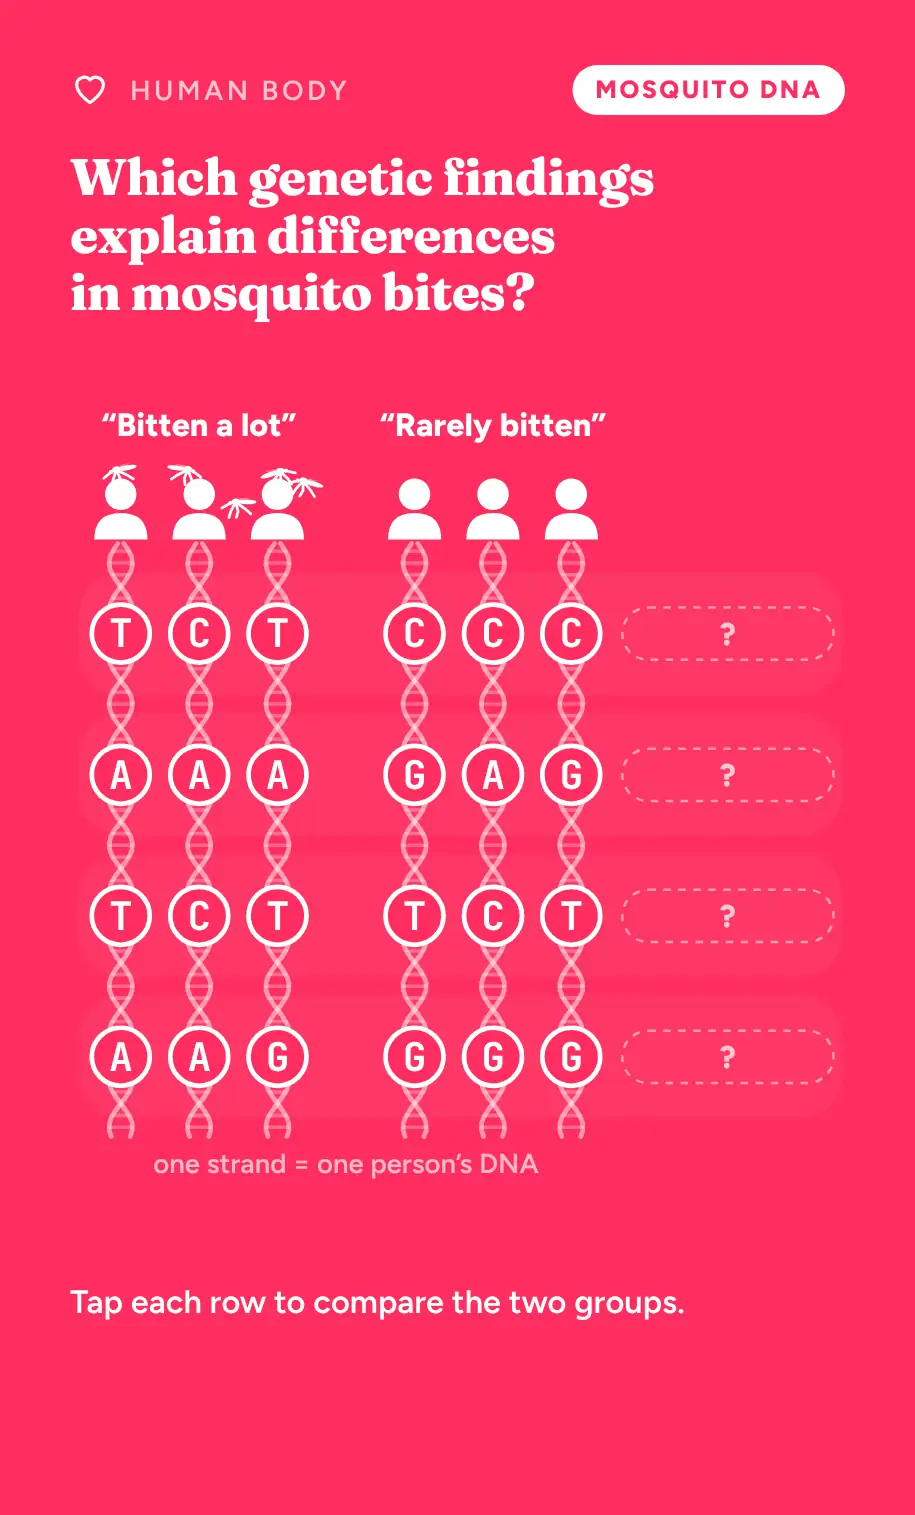 HUMAN BODY
MOSQUITO DNA
Which genetic findings
explain differences
in mosquito bites?
“Bitten a lot” “Rarely bitten”
T C T C C C ?
A A A G A G ?
T C T T C T ?
A A G G G G ?
one strand = one person’s DNA
Tap each row to compare the two groups.